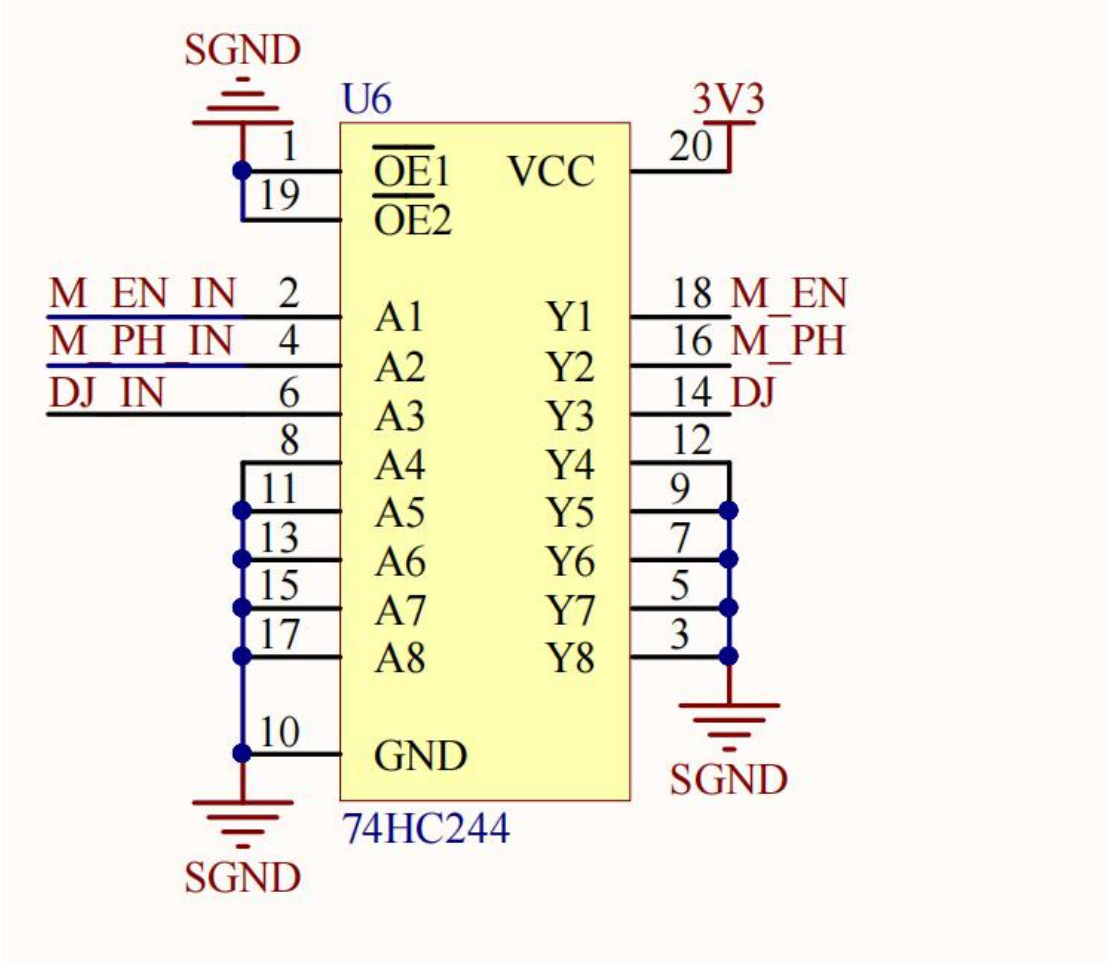 SGND
U6 3V3
1 OE1 VCC 20
19 OE2
M_EN_IN 2 A1 Y1 18 M_EN
M_PH_IN 4 A2 Y2 16 M_PH
DJ_IN 6 A3 Y3 14 DJ
8 A4 Y4 12
11 A5 Y5 9
13 A6 Y6 7
15 A7 Y7 5
17 A8 Y8 3
10 GND
SGND
74HC244
SGND